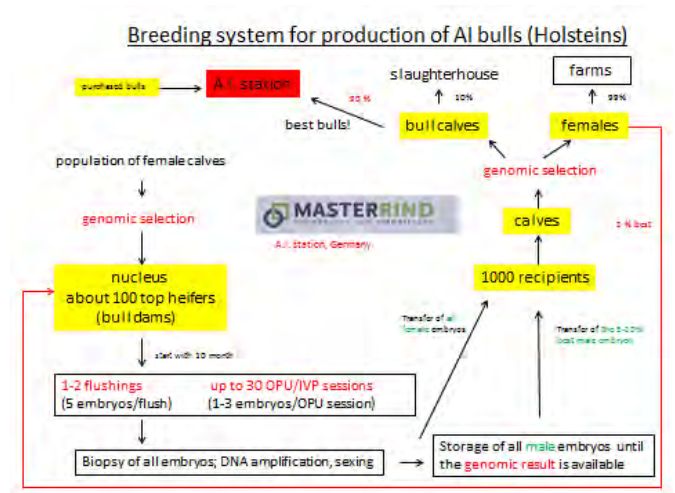 Breeding system for production of AI bulls (Holsteins)
purchased bulls
A.I. station
slaughterhouse
farms
90 %
10%
99%
best bulls!
bull calves
females
population of female calves
genomic selection
genomic selection
MASTERRIND
A.I. station, Germany
calves
% best
nucleus
about 100 top heifers
(bull dams)
1000 recipients
Transfer of all
female embryos
Transfer of the
best male embryos
start with 10 month
1-2 flushings
up to 30 OPU/IVP sessions
(5 embryos/flush)
(1-3 embryos/OPU session)
Biopsy of all embryos; DNA amplification, sexing
Storage of all male embryos until
the genomic result is available